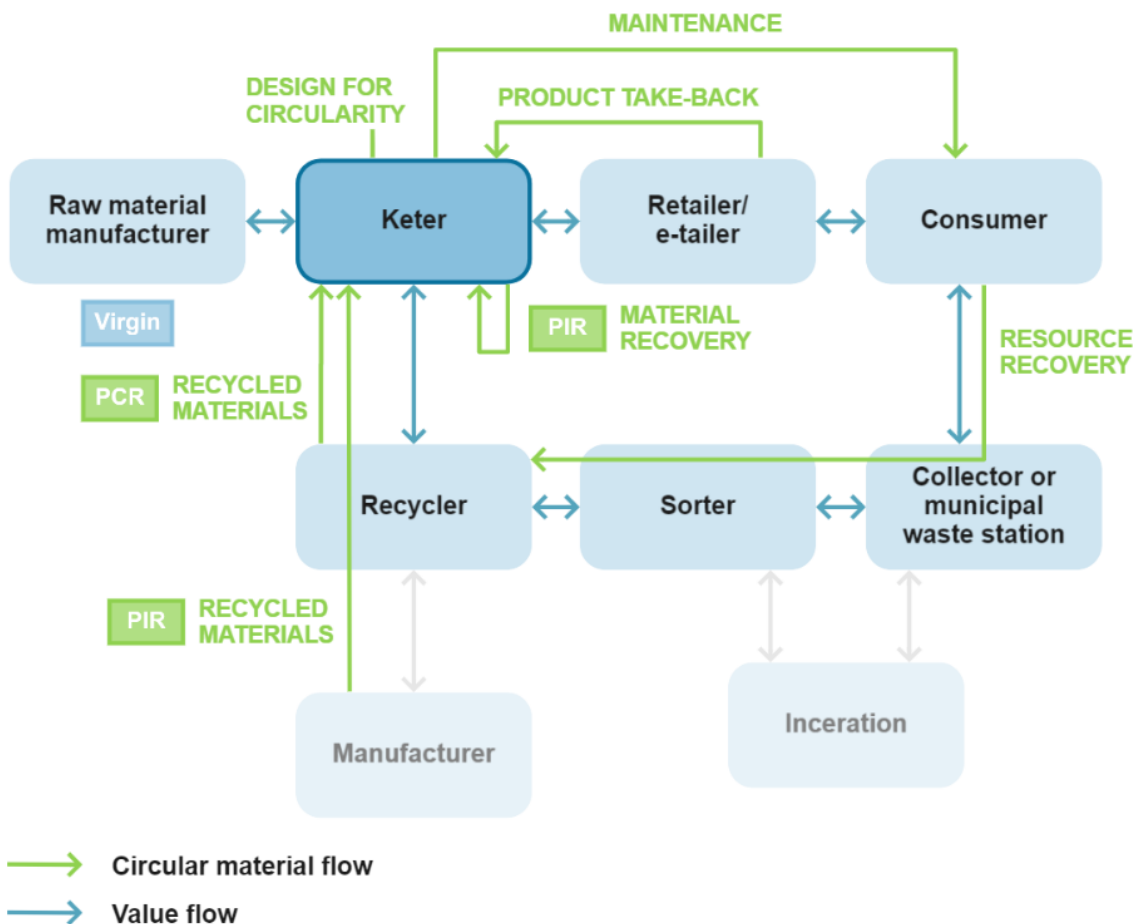 MAINTENANCE
DESIGN FOR
CIRCULARITY
PRODUCT TAKE-BACK
Raw material
manufacturer
Keter
Retailer/
e-tailer
Consumer
Virgin
PIR
MATERIAL
RECOVERY
RESOURCE
RECOVERY
PCR
RECYCLED
MATERIALS
Recycler
Sorter
Collector or
municipal
waste station
PIR
RECYCLED
MATERIALS
Manufacturer
Inceration
Circular material flow
Value flow